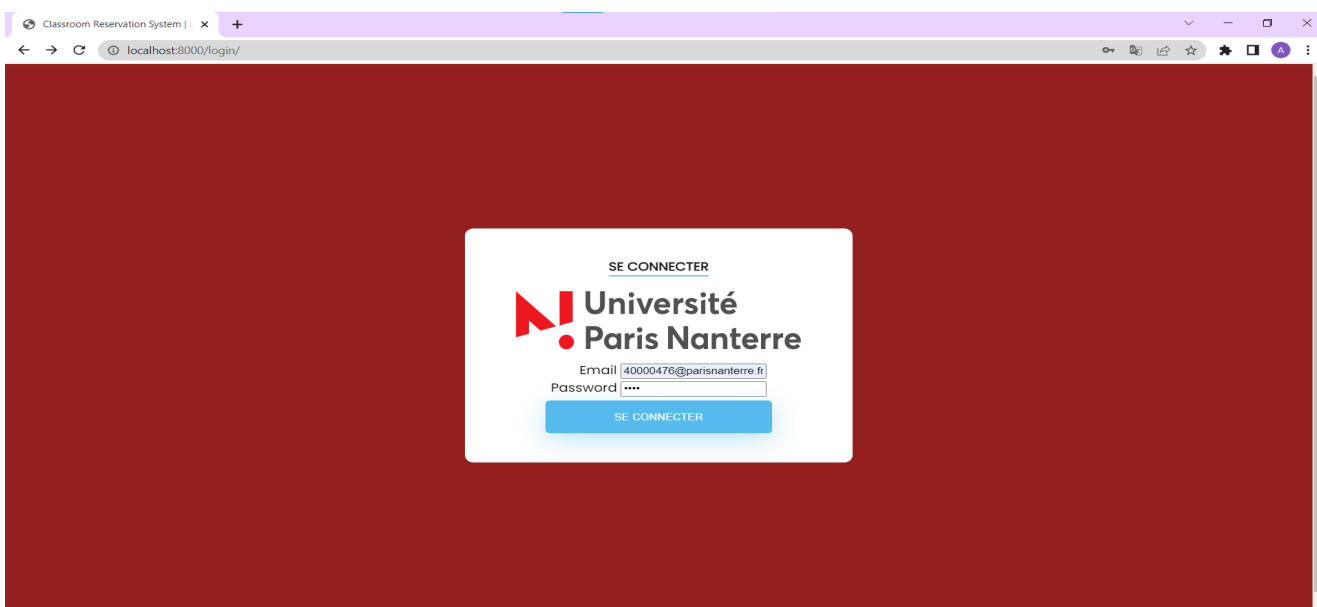 Classroom Reservation System |
localhost:8000/login/
A
SE CONNECTER
Université
Paris Nanterre
Email 40000476@parisnanterre.fr
Password ••••
SE CONNECTER